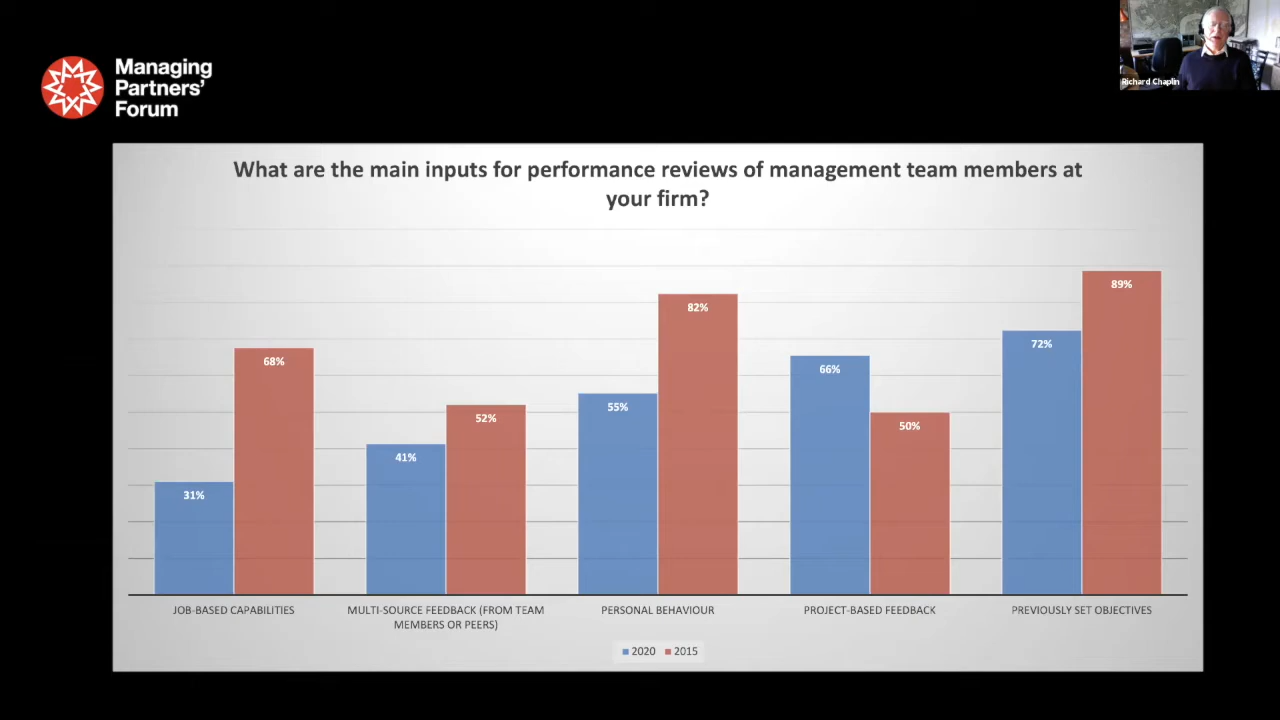 Managing
Partners'
Forum
Richard Chaplin
What are the main inputs for performance reviews of management team members at
your firm?
68%
31%
52%
41%
82%
55%
66%
50%
89%
72%
JOB-BASED CAPABILITIES
MULTI-SOURCE FEEDBACK (FROM TEAM
MEMBERS OR PEERS)
PERSONAL BEHAVIOUR
PROJECT-BASED FEEDBACK
PREVIOUSLY SET OBJECTIVES
2020 2015